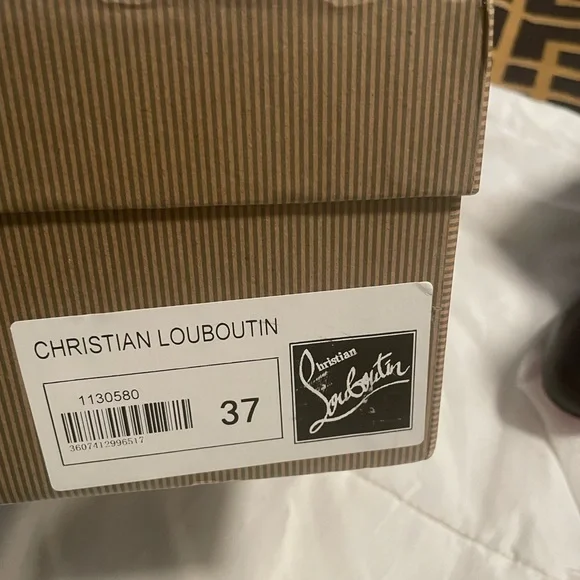 CHRISTIAN LOUBOUTIN
1130580
3607412996517
37
Christian
Louboutin